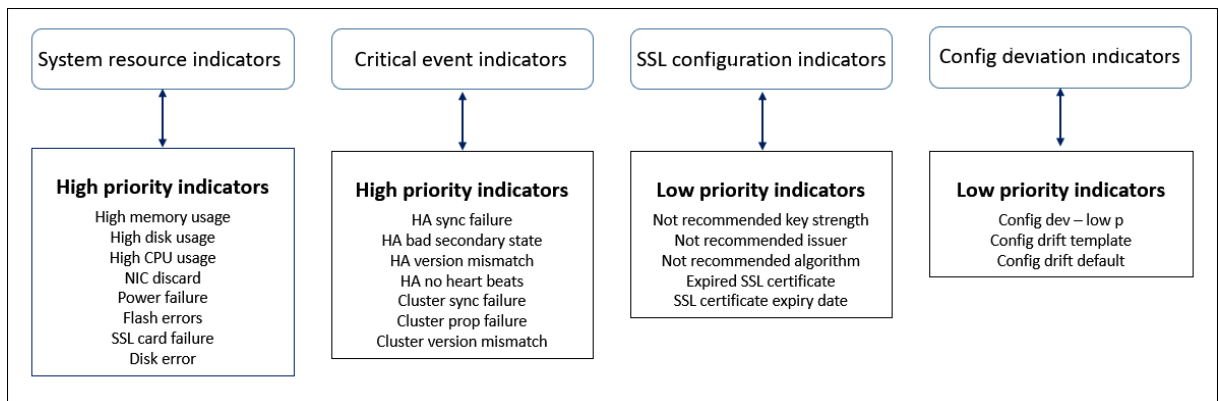 System resource indicators
High priority indicators
High memory usage
High disk usage
High CPU usage
NIC discard
Power failure
Flash errors
SSL card failure
Disk error
Critical event indicators
High priority indicators
HA sync failure
HA bad secondary state
HA version mismatch
HA no heart beats
Cluster sync failure
Cluster prop failure
Cluster version mismatch
SSL configuration indicators
Low priority indicators
Not recommended key strength
Not recommended issuer
Not recommended algorithm
Expired SSL certificate
SSL certificate expiry date
Config deviation indicators
Low priority indicators
Config dev – low p
Config drift template
Config drift default